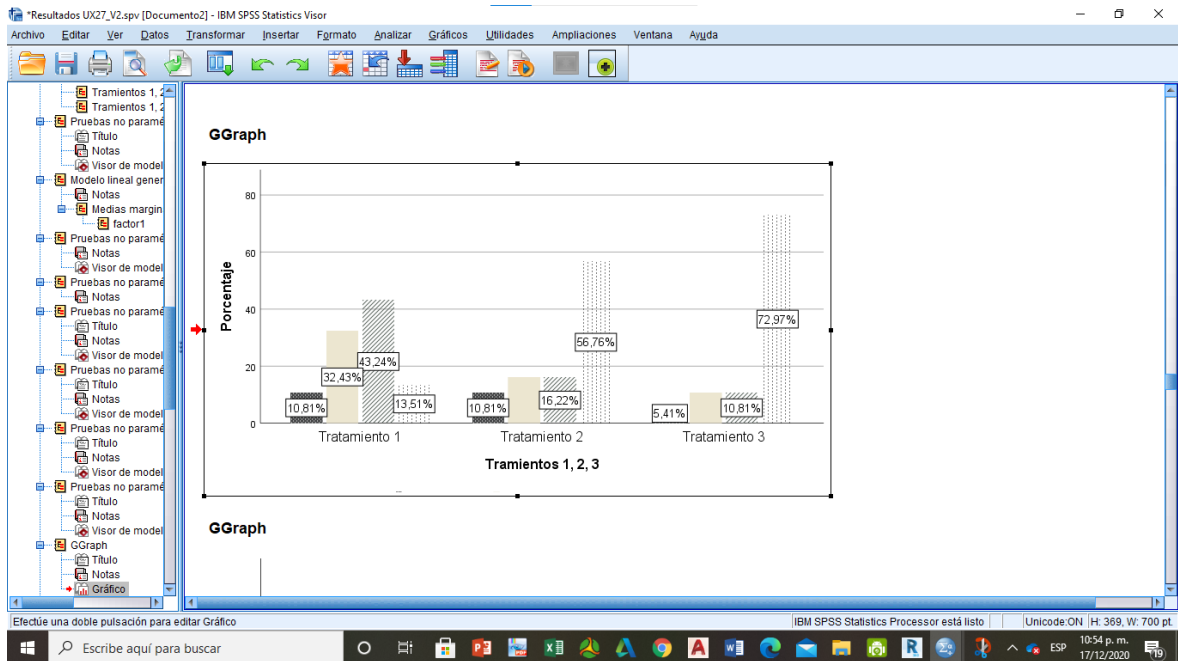 *Resultados UX27_V2.spv [Documento2] - IBM SPSS Statistics Visor
Archivo Editar Ver Datos Transformar Insertar Formato Analizar Gráficos Utilidades Ampliaciones Ventana Ayuda
Tramientos 1, 2
Tramientos 1, 2
Pruebas no paramé
Título
Notas
Visor de model
Modelo lineal gener
Notas
Medias margin
factor1
Pruebas no paramé
Notas
Visor de model
Pruebas no paramé
Notas
Pruebas no paramé
Título
Notas
Visor de model
Pruebas no paramé
Título
Notas
Visor de model
Pruebas no paramé
Título
Notas
Visor de model
Pruebas no paramé
Título
Notas
Visor de model
GGraph
Título
Notas
Gráfico
GGraph
Porcentaje
80
60
40
20
0
10,81%
32,43%
43,24%
13,51%
10,81%
16,22%
56,76%
5,41%
10,81%
72,97%
Tratamiento 1 Tratamiento 2 Tratamiento 3
Tramientos 1, 2, 3
GGraph
Efectúe una doble pulsación para editar Gráfico
IBM SPSS Statistics Processor está listo
Unicode:ON H: 369, W: 700 pt.
Escribe aquí para buscar
ESP
10:54 p. m.
17/12/2020
19